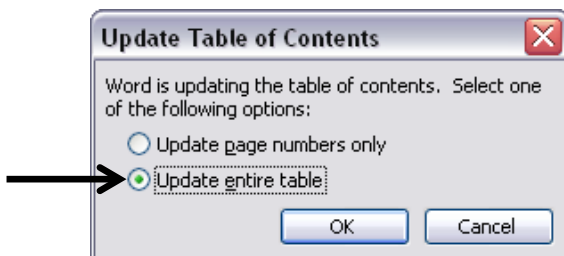 Update Table of Contents
Word is updating the table of contents. Select one
of the following options:
Update page numbers only
Update entire table
OK Cancel